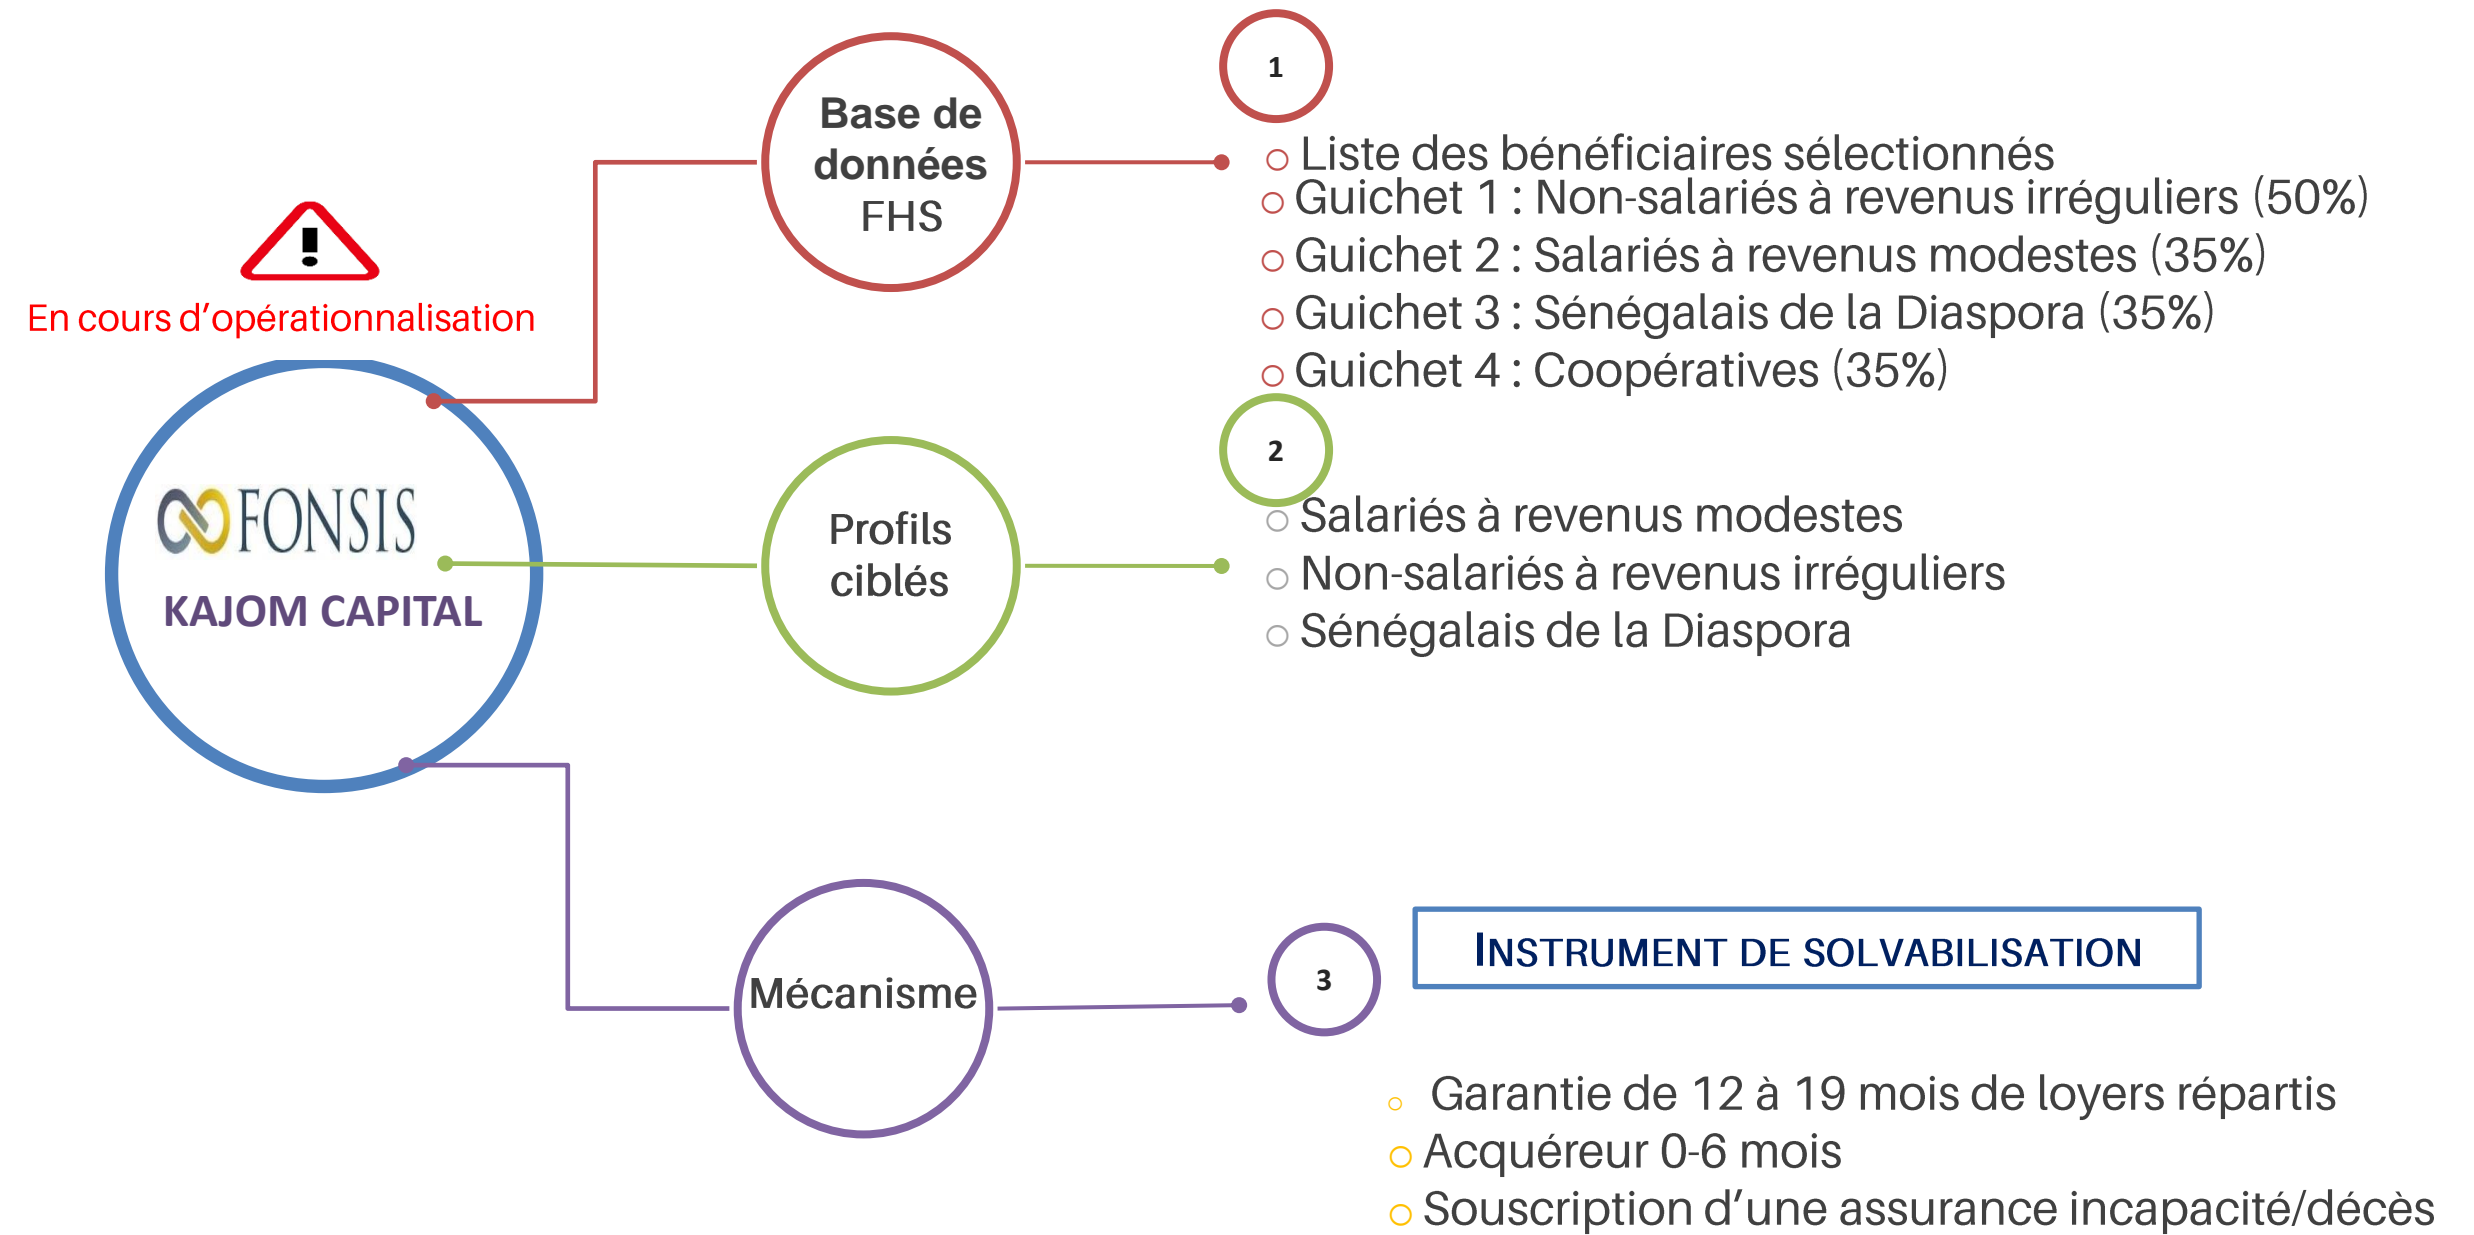 En cours d’opérationnalisation
FONSIS
KAJOM CAPITAL
Base de
données
FHS
1
Liste des bénéficiaires sélectionnés
Guichet 1 : Non-salariés à revenus irréguliers (50%)
Guichet 2 : Salariés à revenus modestes (35%)
Guichet 3 : Sénégalais de la Diaspora (35%)
Guichet 4 : Coopératives (35%)
Profils
ciblés
2
Salariés à revenus modestes
Non-salariés à revenus irréguliers
Sénégalais de la Diaspora
Mécanisme
3
INSTRUMENT DE SOLVABILISATION
Garantie de 12 à 19 mois de loyers répartis
Acquéreur 0-6 mois
Souscription d’une assurance incapacité/décès